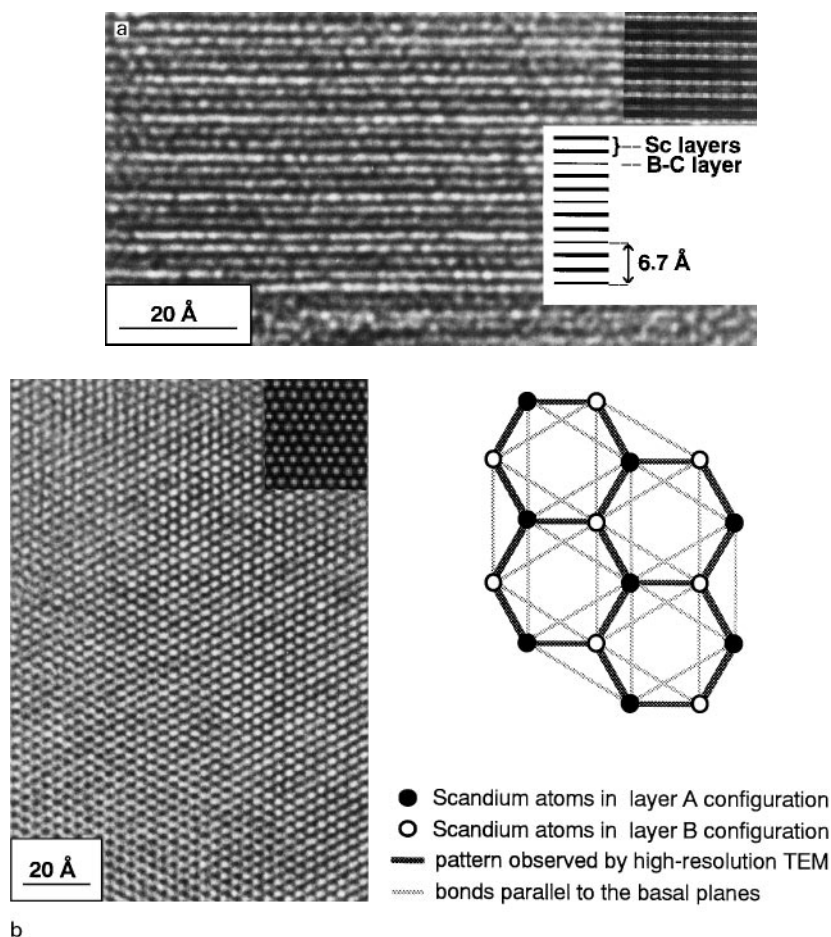 a
Sc layers
B-C layer
6.7 Å
20 Å
20 Å
Scandium atoms in layer A configuration
Scandium atoms in layer B configuration
pattern observed by high-resolution TEM
bonds parallel to the basal planes
b